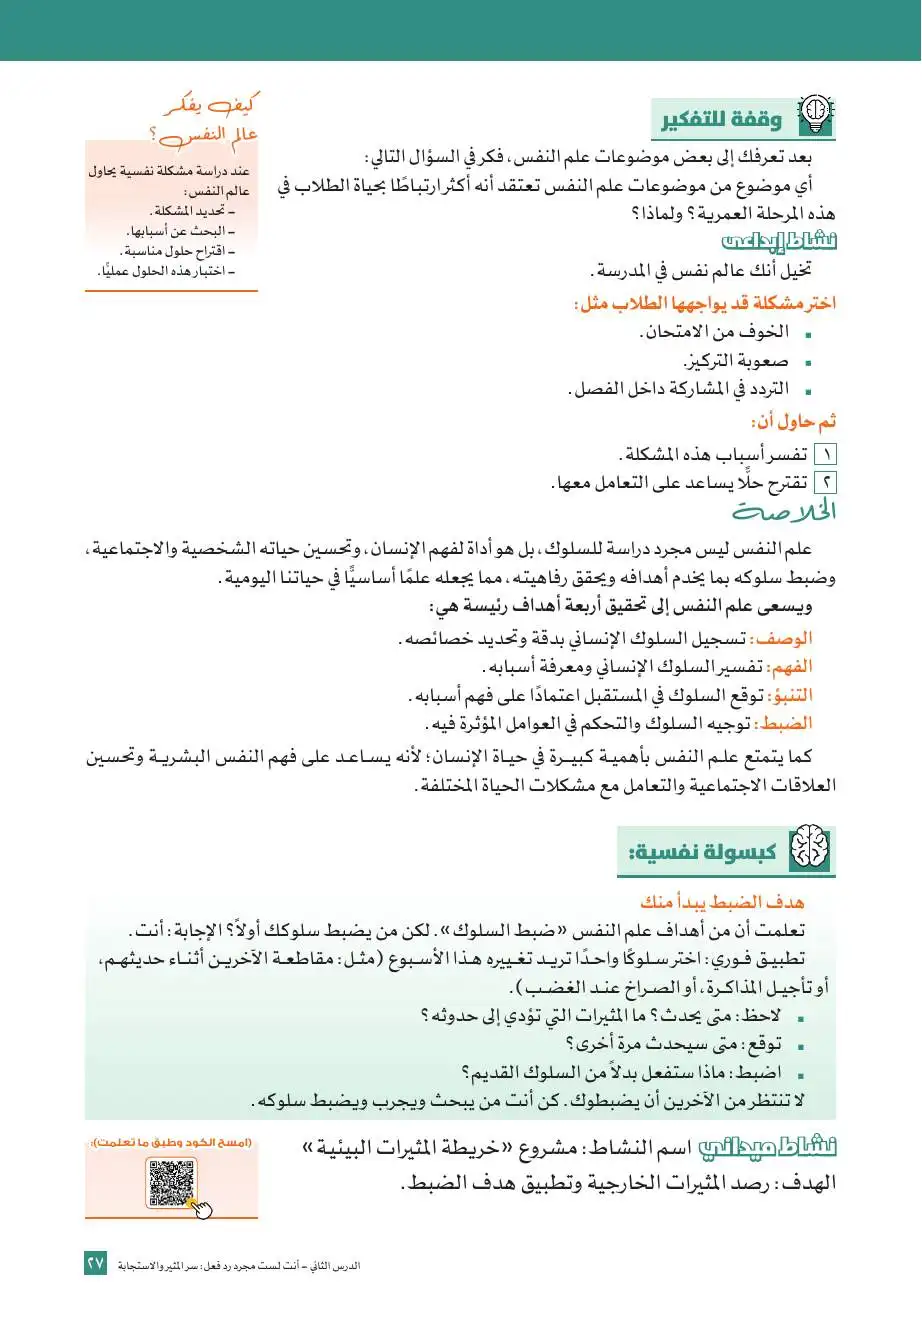 وقفة للتفكير
بعد تعرفك إلى بعض موضوعات علم النفس، فكر في السؤال التالي:
أي موضوع من موضوعات علم النفس تعتقد أنه أكثر ارتباطًا بحياة الطلاب في
هذه المرحلة العمرية؟ ولماذا؟
كيف يفكر
عالم النفس؟
عند دراسة مشكلة نفسية يحاول
عالم النفس:
- تحديد المشكلة.
- البحث عن أسبابها.
- اقتراح حلول مناسبة.
- اختبار هذه الحلول عمليًّا.
نشاط إبداعي
تخيل أنك عالم نفس في المدرسة.
اختر مشكلة قد يواجهها الطلاب مثل:
▪ الخوف من الامتحان.
▪ صعوبة التركيز.
▪ التردد في المشاركة داخل الفصل.
ثم حاول أن:
١ تفسر أسباب هذه المشكلة.
٢ تقترح حلًّا يساعد على التعامل معها.
الخلاصة
علم النفس ليس مجرد دراسة للسلوك، بل هو أداة لفهم الإنسان، وتحسين حياته الشخصية والاجتماعية،
وضبط سلوكه بما يخدم أهدافه ويحقق رفاهيته، مما يجعله علمًا أساسيًّا في حياتنا اليومية.
ويسعى علم النفس إلى تحقيق أربعة أهداف رئيسة هي:
الوصف: تسجيل السلوك الإنساني بدقة وتحديد خصائصه.
الفهم: تفسير السلوك الإنساني ومعرفة أسبابه.
التنبؤ: توقع السلوك في المستقبل اعتمادًا على فهم أسبابه.
الضبط: توجيه السلوك والتحكم في العوامل المؤثرة فيه.
كما يتمتع علم النفس بأهمية كبيرة في حياة الإنسان؛ لأنه يساعد على فهم النفس البشرية وتحسين
العلاقات الاجتماعية والتعامل مع مشكلات الحياة المختلفة.
كبسولة نفسية:
هدف الضبط يبدأ منك
تعلمت أن من أهداف علم النفس «ضبط السلوك». لكن من يضبط سلوكك أولاً؟ الإجابة: أنت.
تطبيق فوري: اختر سلوكًا واحدًا تريد تغييره هذا الأسبوع (مثل: مقاطعة الآخرين أثناء حديثهم،
أو تأجيل المذاكرة، أو الصراخ عند الغضب).
▪ لاحظ: متى يحدث؟ ما المثيرات التي تؤدي إلى حدوثه؟
▪ توقع: متى سيحدث مرة أخرى؟
▪ اضبط: ماذا ستفعل بدلاً من السلوك القديم؟
لا تنتظر من الآخرين أن يضبطوك. كن أنت من يبحث ويجرب ويضبط سلوكه.
نشاط ميداني اسم النشاط: مشروع «خريطة المثيرات البيئية»
الهدف: رصد المثيرات الخارجية وتطبيق هدف الضبط.
(امسح الكود وطبق ما تعلمت):
الدرس الثاني - أنت لست مجرد رد فعل: سر المثير والاستجابة
٢٧